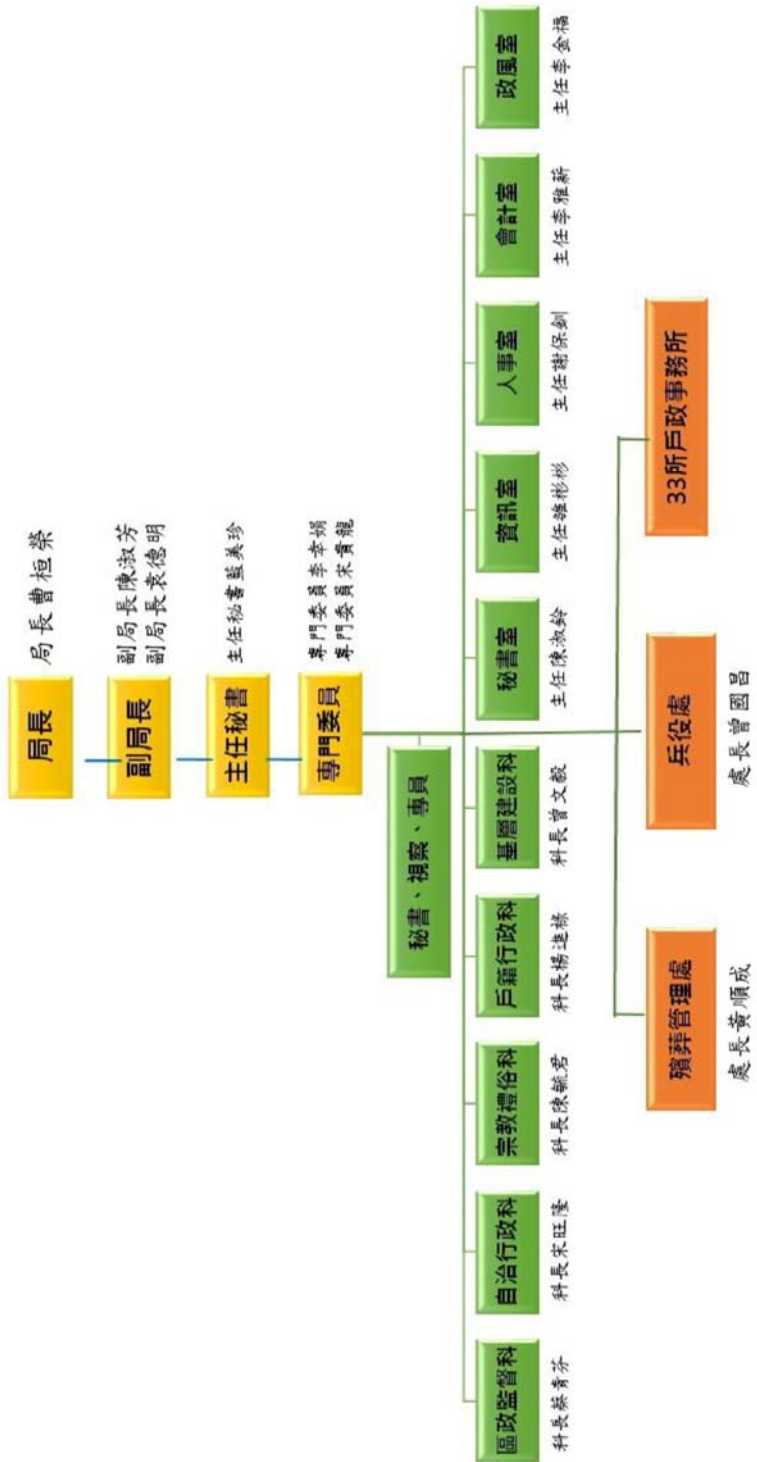 局長
局長曹桓榮
副局長
副局長陳淑芳
副局長袁德明
主任秘書
主任秘書藍美珍
專門委員
專門委員李幸娟
專門委員宋貴龍
秘書、視察、專員
區政監督科
科長蔡青芬
自治行政科
科長宋旺隆
宗教禮俗科
科長陳毓君
戶籍行政科
科長楊進祿
基層建設科
科長曾文毅
秘書室
主任陳淑鈴
資訊室
主任雒彬彬
人事室
主任謝保釧
會計室
主任李雅新
政風室
主任李金福
殯葬管理處
處長黃順成
兵役處
處長曾國昌
33所戶政事務所